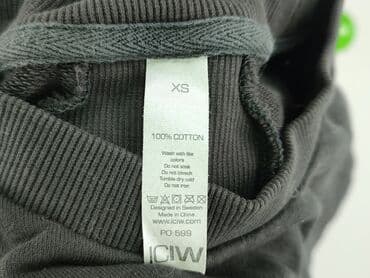 XS
100% COTTON
Wash with like
colors
Do not soak
Do not bleach
Tumble dry cold
Do not iron
Designed in Sweden
Made in China
www.iciw.com
PO 599
ICIW